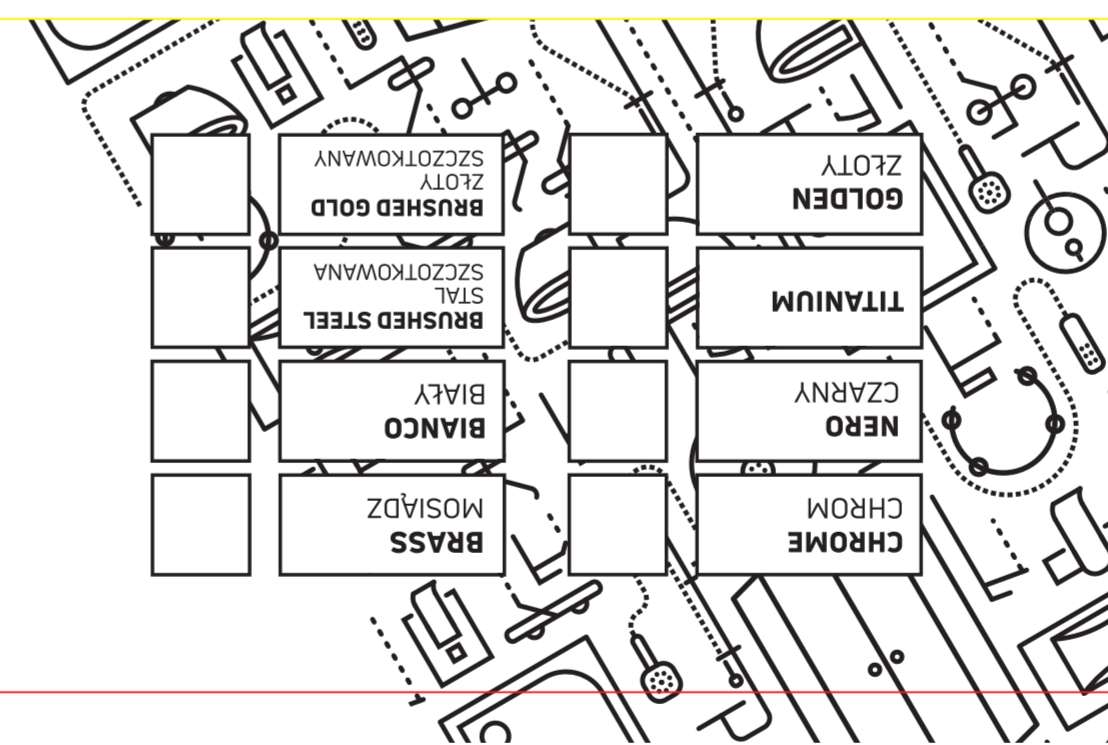 CHROME
CHROM
BRASS
MOSIĄDZ
NERO
CZARNY
BIANCO
BIAŁY
TITANIUM
BRUSHED STEEL
STAL
SZCZOTKOWANA
GOLDEN
ZŁOTY
BRUSHED GOLD
ZŁOTY
SZCZOTKOWANY